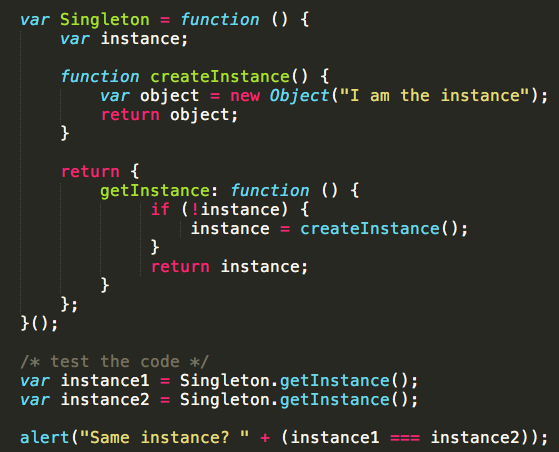 var Singleton = function () {
    var instance;

    function createInstance() {
        var object = new Object("I am the instance");
        return object;
    }

    return {
        getInstance: function () {
             if (!instance) {
                 instance = createInstance();
             }
             return instance;
        }
    };
}();

/* test the code */
var instance1 = Singleton.getInstance();
var instance2 = Singleton.getInstance();

alert("Same instance? " + (instance1 === instance2));